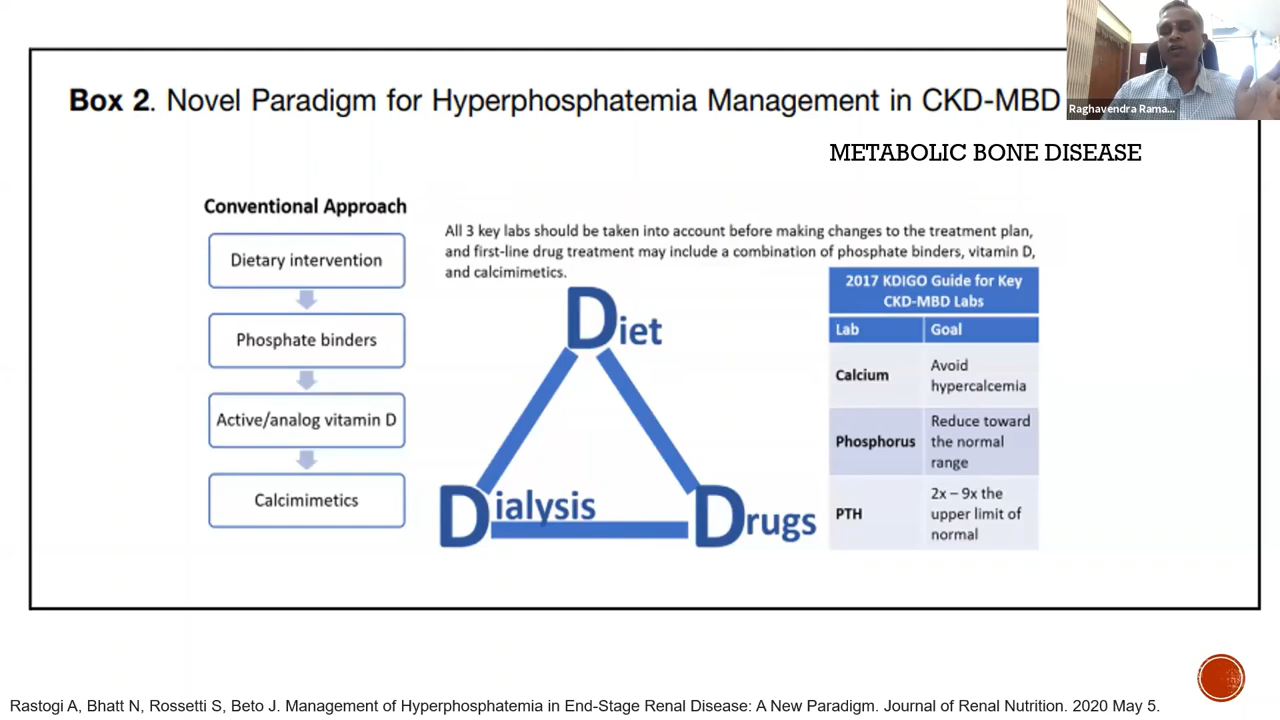 Box 2. Novel Paradigm for Hyperphosphatemia Management in CKD-MBD
Raghavendra Rama...
METABOLIC BONE DISEASE
Conventional Approach
Dietary intervention
Phosphate binders
Active/analog vitamin D
Calcimimetics
All 3 key labs should be taken into account before making changes to the treatment plan,
and first-line drug treatment may include a combination of phosphate binders, vitamin D,
and calcimimetics.
Diet
Dialysis
Drugs
2017 KDIGO Guide for Key
CKD-MBD Labs
Lab Goal
Calcium Avoid
hypercalcemia
Phosphorus Reduce toward
the normal
range
PTH 2x – 9x the
upper limit of
normal
Rastogi A, Bhatt N, Rossetti S, Beto J. Management of Hyperphosphatemia in End-Stage Renal Disease: A New Paradigm. Journal of Renal Nutrition. 2020 May 5.